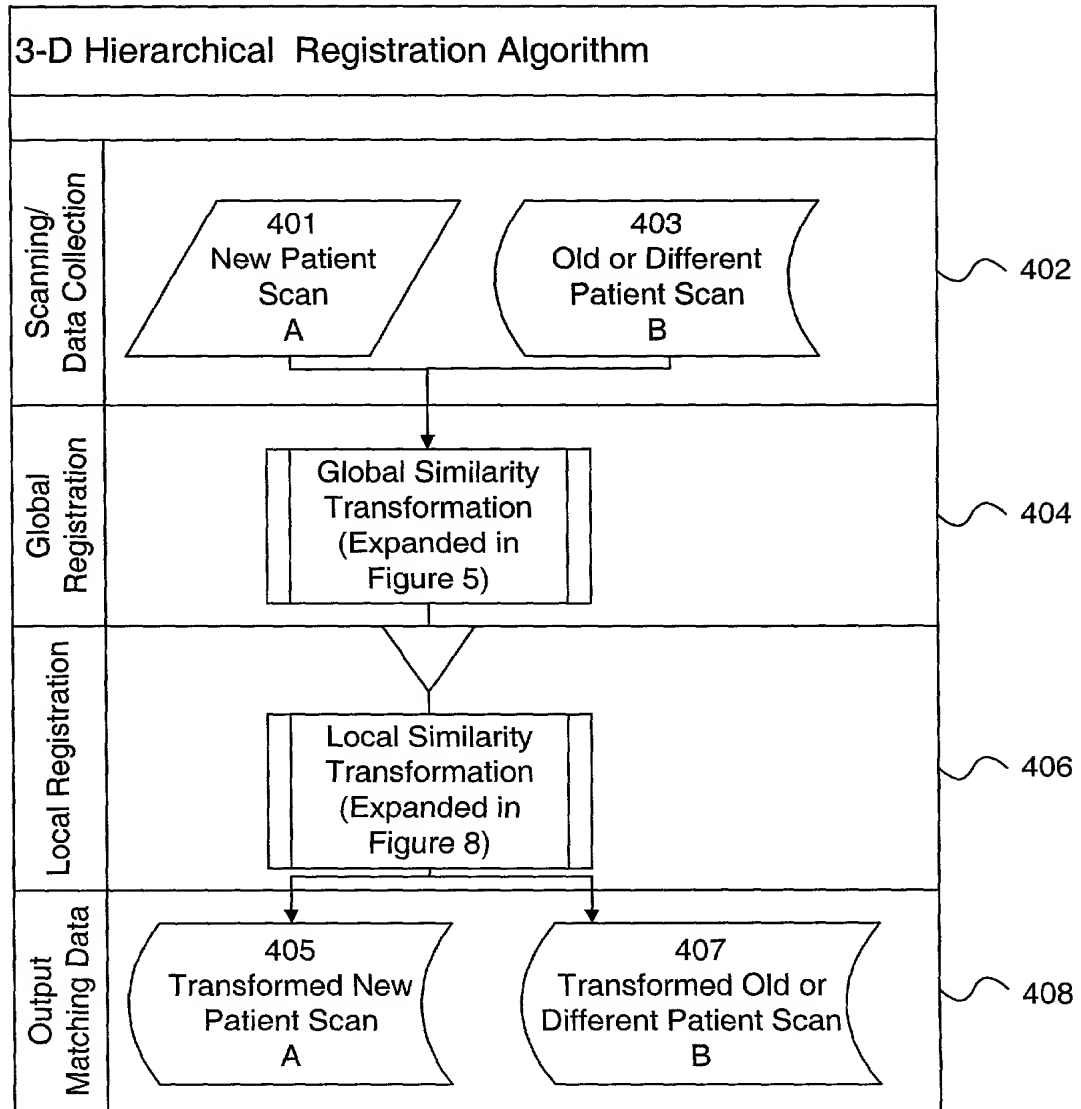 3-D Hierarchical Registration Algorithm
Scanning/
Data Collection
401
New Patient
Scan
A
403
Old or Different
Patient Scan
B
402
Global
Registration
Global Similarity
Transformation
(Expanded in
Figure 5)
404
Local Registration
Local Similarity
Transformation
(Expanded in
Figure 8)
406
Output
Matching Data
405
Transformed New
Patient Scan
A
407
Transformed Old or
Different Patient Scan
B
408